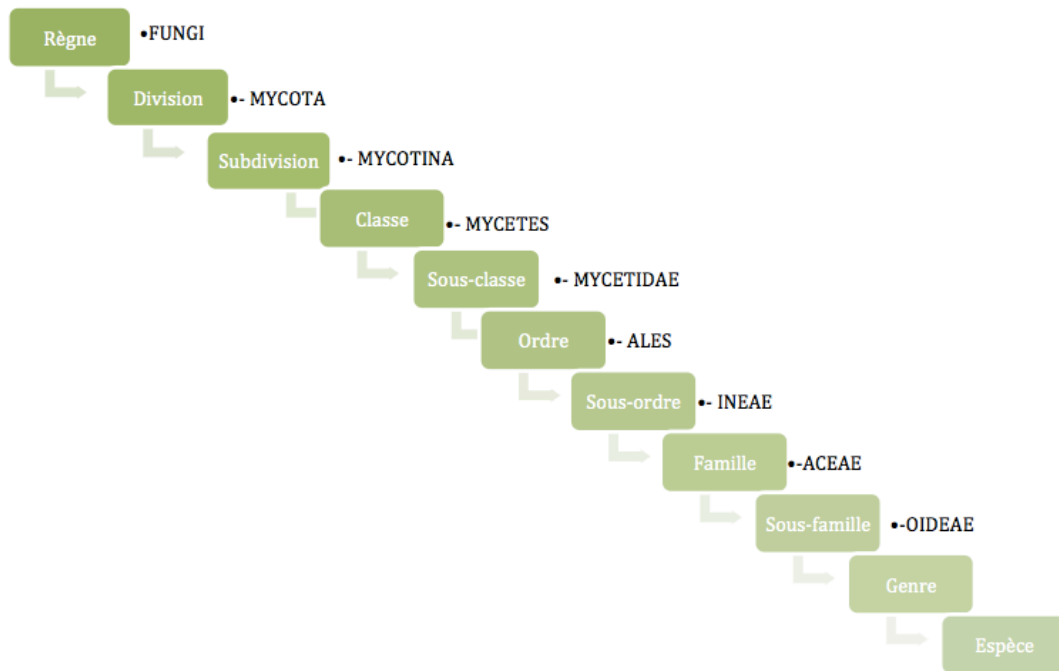 Règne •FUNGI
Division •- MYCOTA
Subdivision •- MYCOTINA
Classe •- MYCETES
Sous-classe •- MYCETIDAE
Ordre •- ALES
Sous-ordre •- INEAE
Famille •-ACEAE
Sous-famille •-OIDEAE
Genre
Espèce